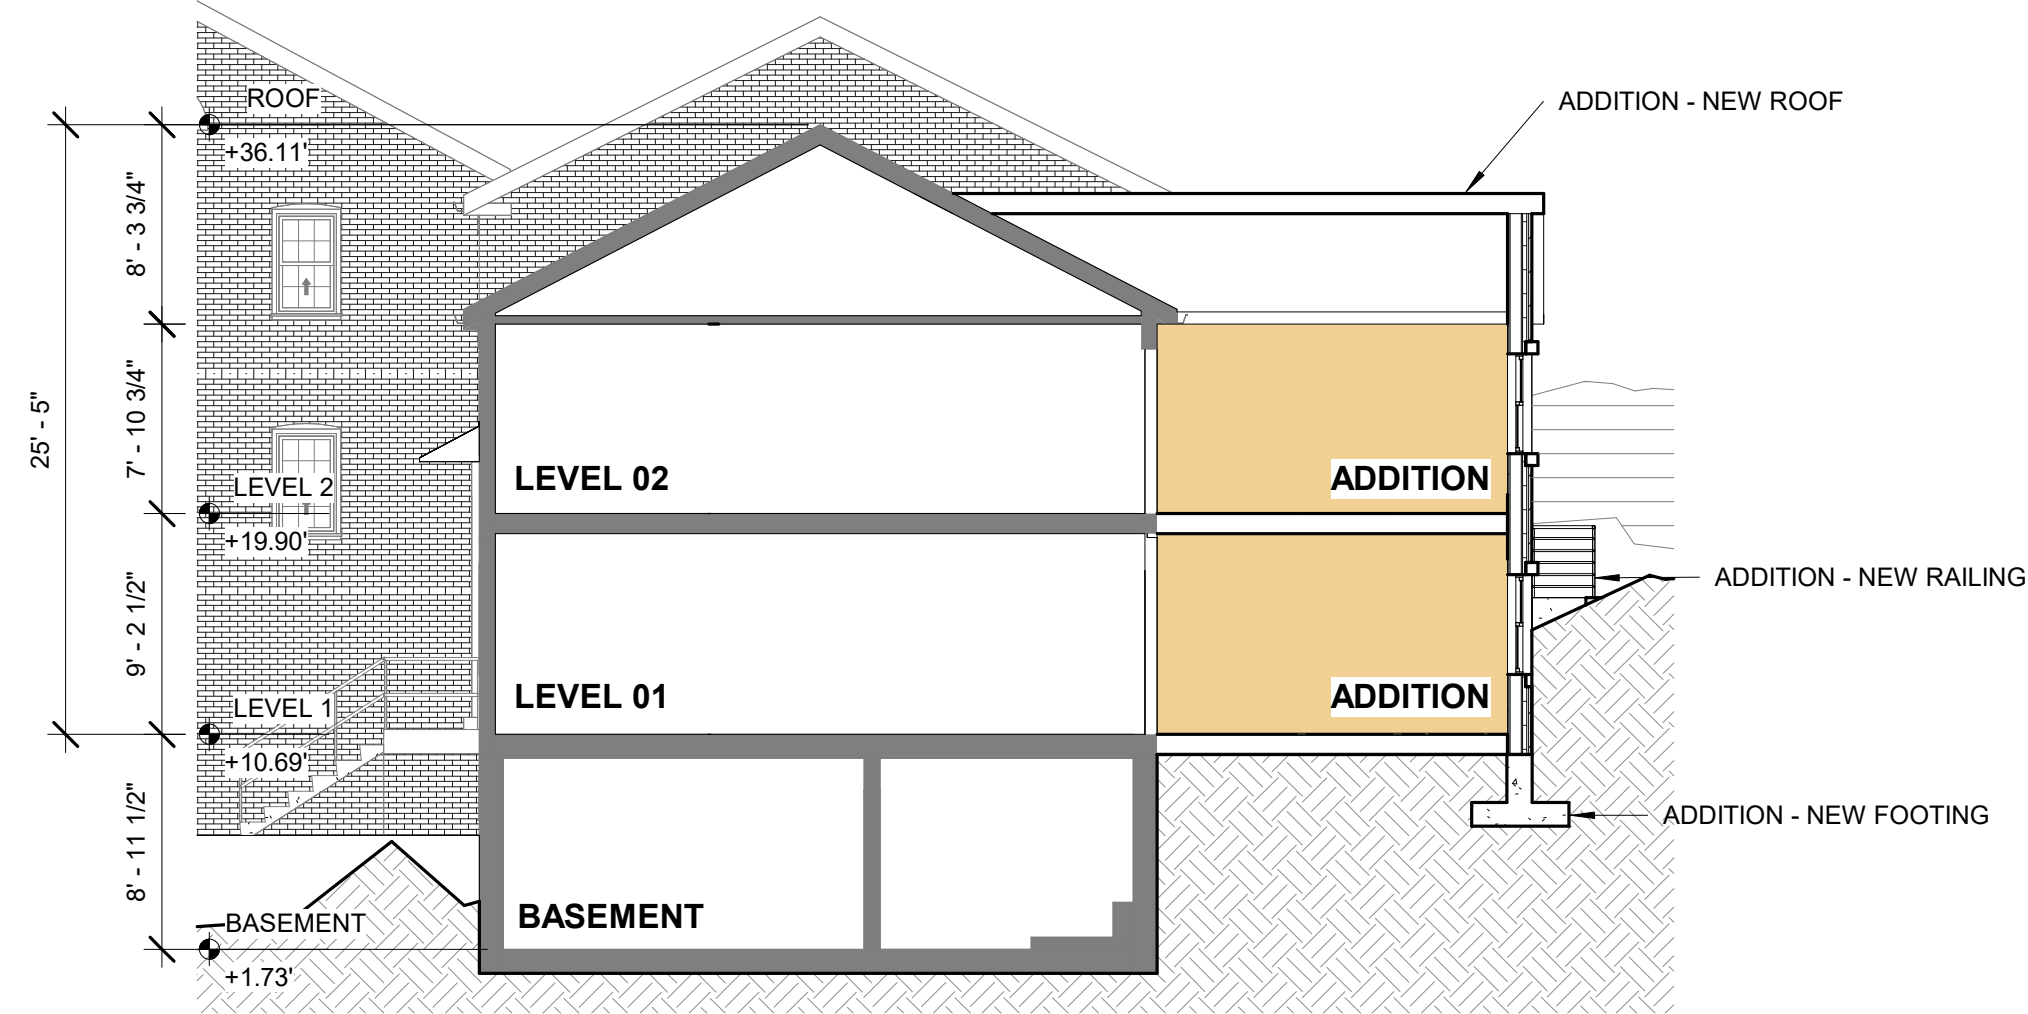 ROOF
+36.11'
ADDITION - NEW ROOF
8' - 3 3/4"
25' - 5"
7' - 10 3/4"
LEVEL 2
+19.90'
LEVEL 02
ADDITION
ADDITION - NEW RAILING
9' - 2 1/2"
LEVEL 1
+10.69'
LEVEL 01
ADDITION
ADDITION - NEW FOOTING
8' - 11 1/2"
BASEMENT
+1.73'
BASEMENT